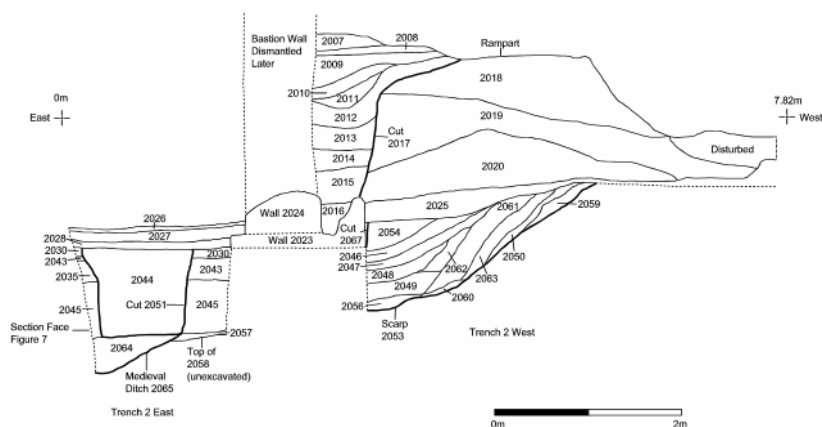 Bastion Wall
Dismantled
Later
2007
2008
Rampart
2009
2018
0m
7.82m
2010
2011
East
West
2019
2012
Cut
2017
2013
Disturbed
2014
2020
2015
2016
2026
Wall 2024
2025
2061
2059
2027
Cut
2067
2054
2028
Wall 2023
2030
2030
2046
2050
2043
2043
2047
2062
2035
2044
2048
2063
2049
2045
Cut 2051
2045
2056
2060
Section Face
Figure 7
2057
Scarp
2053
Trench 2 West
2064
Top of
2058
(unexcavated)
Medieval
Ditch 2065
Trench 2 East
0m
2m